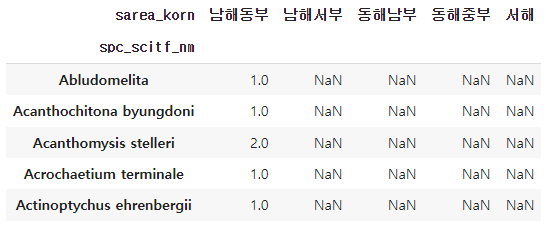 sarea_korn 남해동부 남해서부 동해남부 동해중부 서해
spc_scitf_nm
Abludomelita 1.0 NaN NaN NaN NaN
Acanthochitona byungdoni 1.0 NaN NaN NaN NaN
Acanthomysis stelleri 2.0 NaN NaN NaN NaN
Acrochaetium terminale 1.0 NaN NaN NaN NaN
Actinoptychus ehrenbergii 1.0 NaN NaN NaN NaN